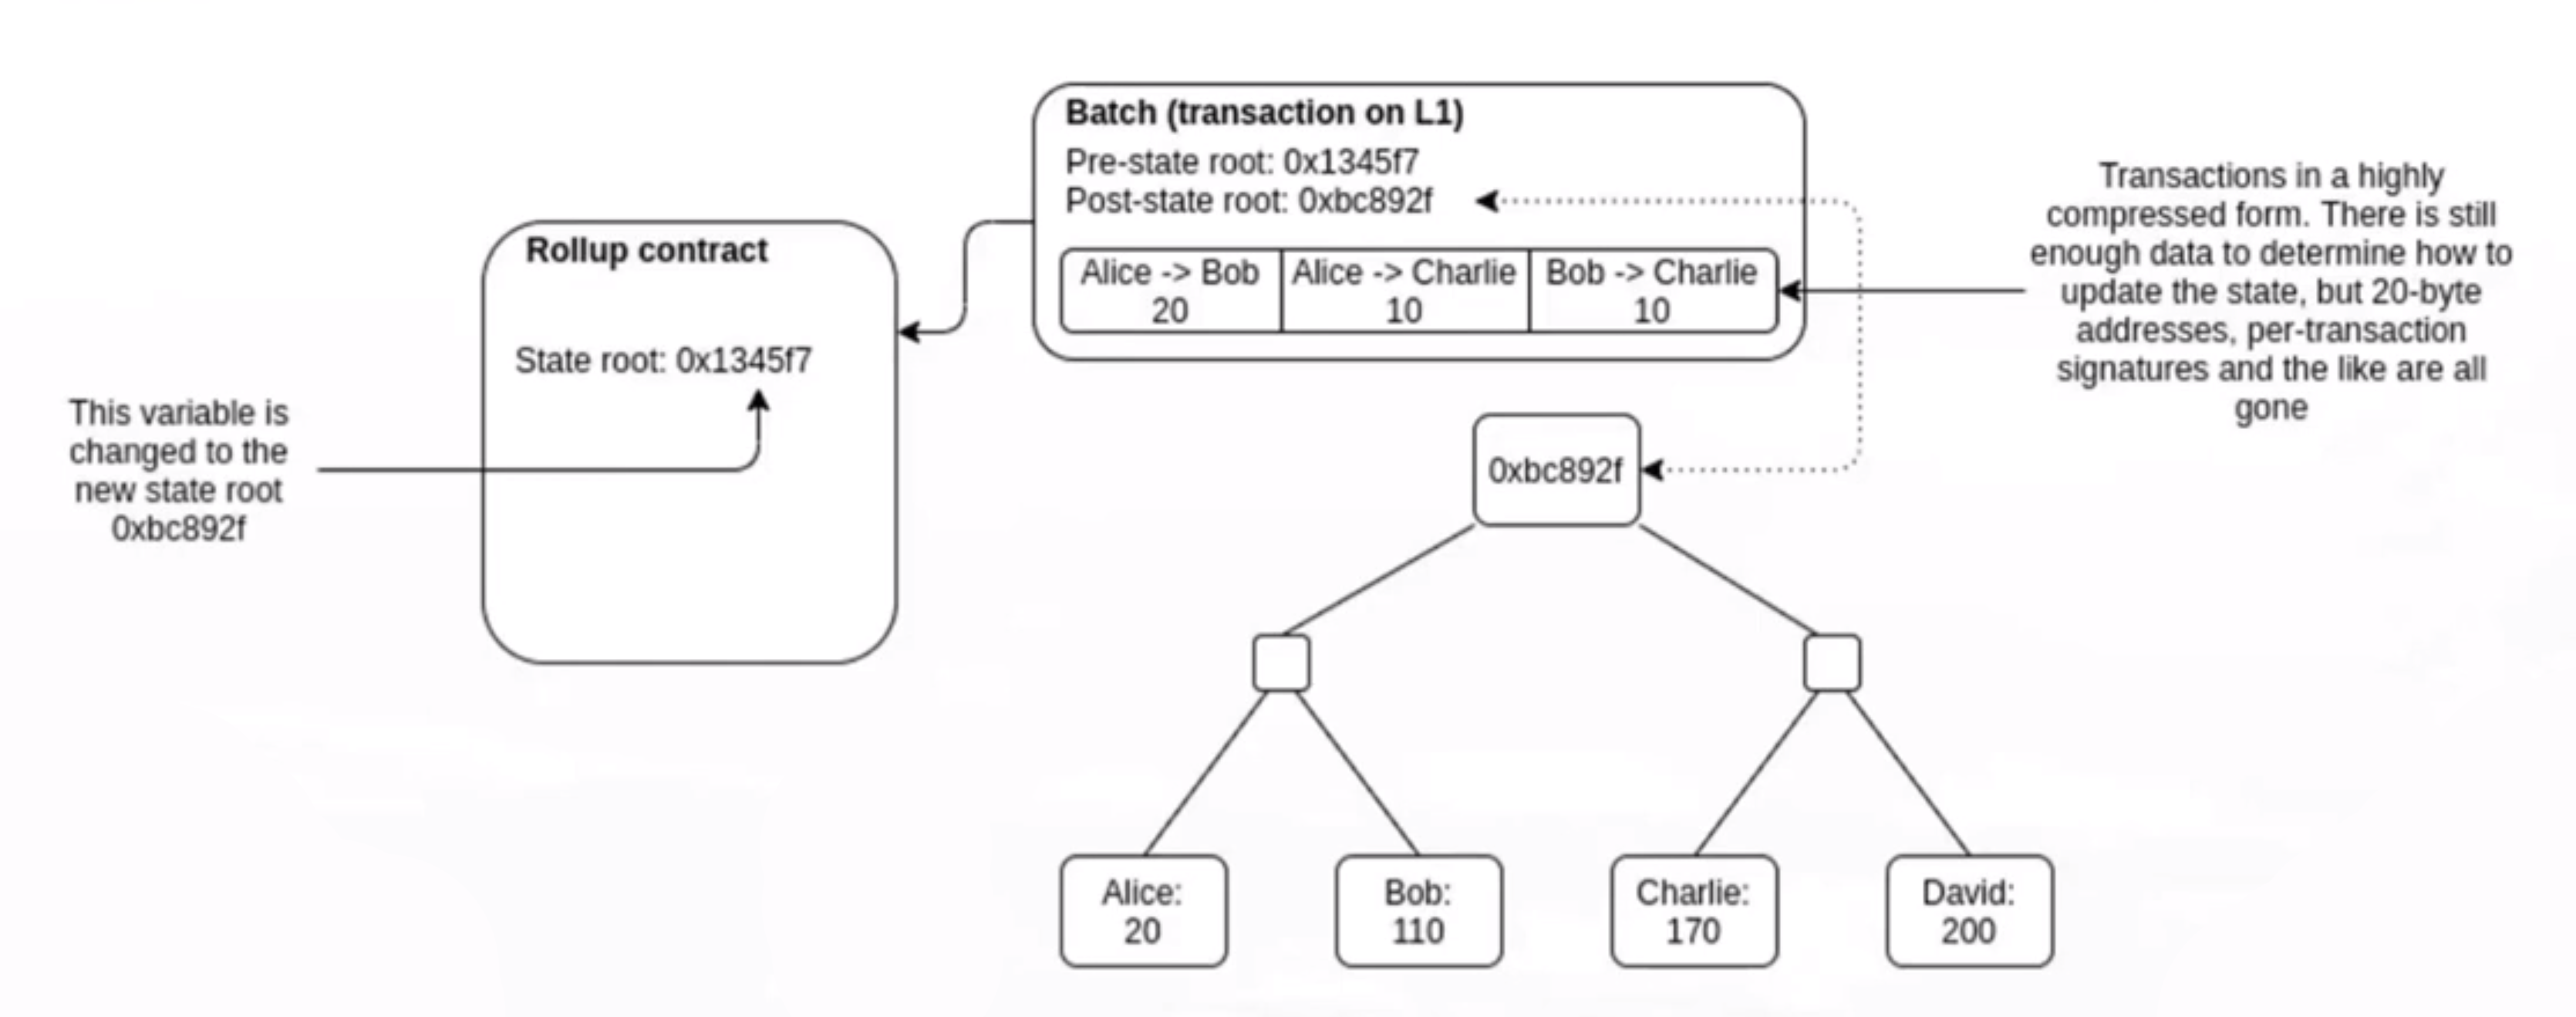 Batch (transaction on L1)
Pre-state root: 0x1345f7
Post-state root: 0xbc892f
Alice -> Bob
20
Alice -> Charlie
10
Bob -> Charlie
10
Transactions in a highly
compressed form. There is still
enough data to determine how to
update the state, but 20-byte
addresses, per-transaction
signatures and the like are all
gone
Rollup contract
State root: 0x1345f7
This variable is
changed to the
new state root
0xbc892f
0xbc892f
Alice:
20
Bob:
110
Charlie:
170
David:
200